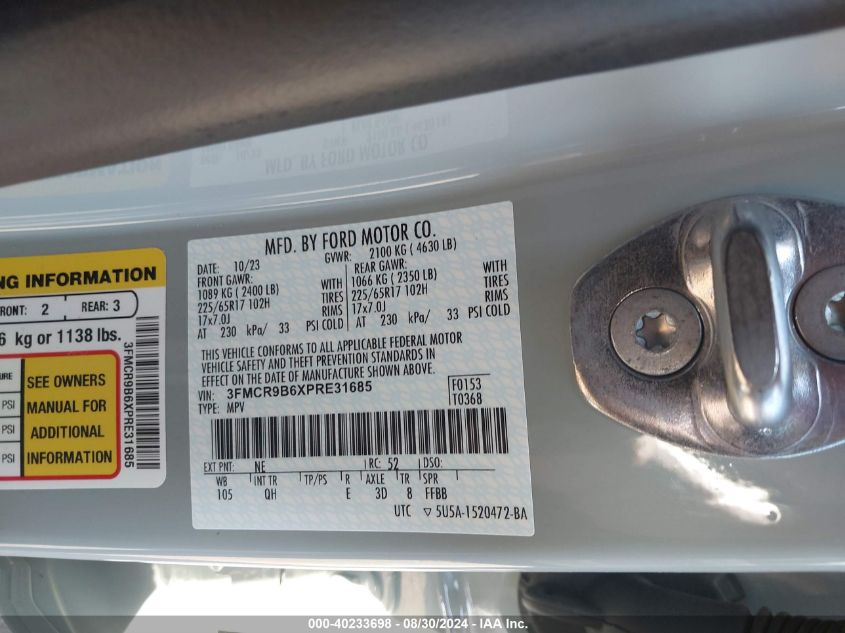 MFD. BY FORD MOTOR CO.
DATE: 10/23 GVWR: 2100 KG ( 4630 LB)
FRONT GAWR: WITH REAR GAWR: WITH
1089 KG ( 2400 LB) TIRES 1066 KG ( 2350 LB) TIRES
225/65R17 102H RIMS 225/65R17 102H RIMS
17x7.0J 17x7.0J
AT 230 kPa/ 33 PSI COLD AT 230 kPa/ 33 PSI COLD
THIS VEHICLE CONFORMS TO ALL APPLICABLE FEDERAL MOTOR
VEHICLE SAFETY AND THEFT PREVENTION STANDARDS IN
EFFECT ON THE DATE OF MANUFACTURE SHOWN ABOVE.
VIN: 3FMCR9B6XPRE31685 F0153
TYPE: MPV T0368
EXT PNT: NE RC: 52 DSO:
WB INT TR TP/PS R AXLE TR SPR
105 QH E 3D 8 FFBB
UTC ▽ 5U5A-1520472-BA
NG INFORMATION
FRONT: 2 REAR: 3
6 kg or 1138 lbs.
SEE OWNERS
PSI MANUAL FOR
PSI ADDITIONAL
PSI INFORMATION
3FMCR9B6XPRE31685
MFD. BY FORD MOTOR CO.
000-40233698 - 08/30/2024 - IAA Inc.